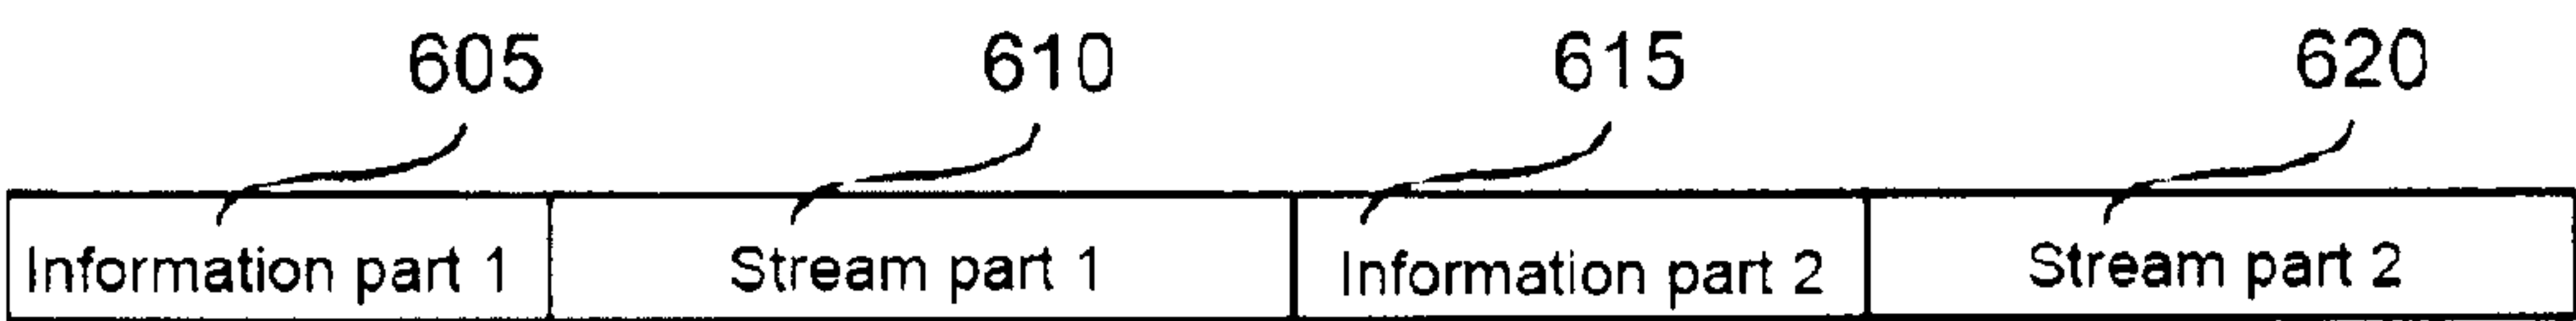 605 610 615 620
Information part 1 Stream part 1 Information part 2 Stream part 2